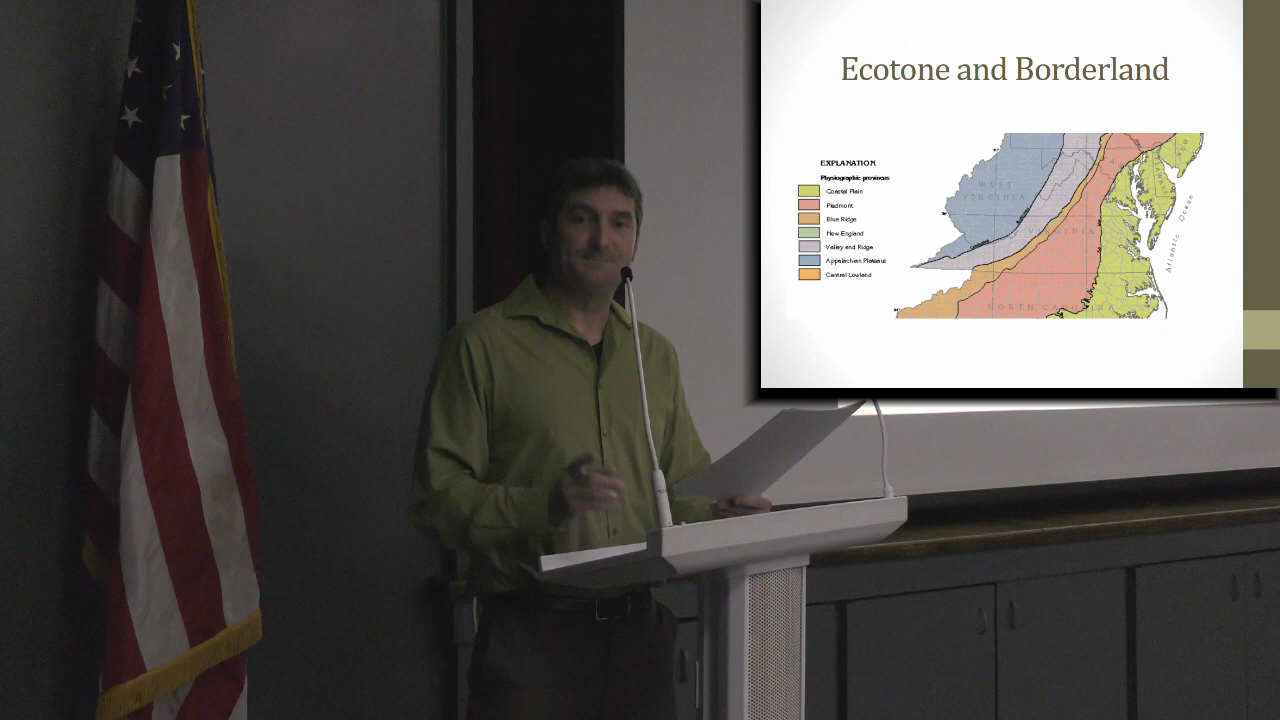 Ecotone and Borderland
EXPLANATION
Physiographic provinces
Coastal Plain
Piedmont
Blue Ridge
New England
Valley and Ridge
Appalachian Plateaus
Central Lowland
WEST
VIRGINIA
VIRGINIA
NORTH CAROLINA
Atlantic Ocean